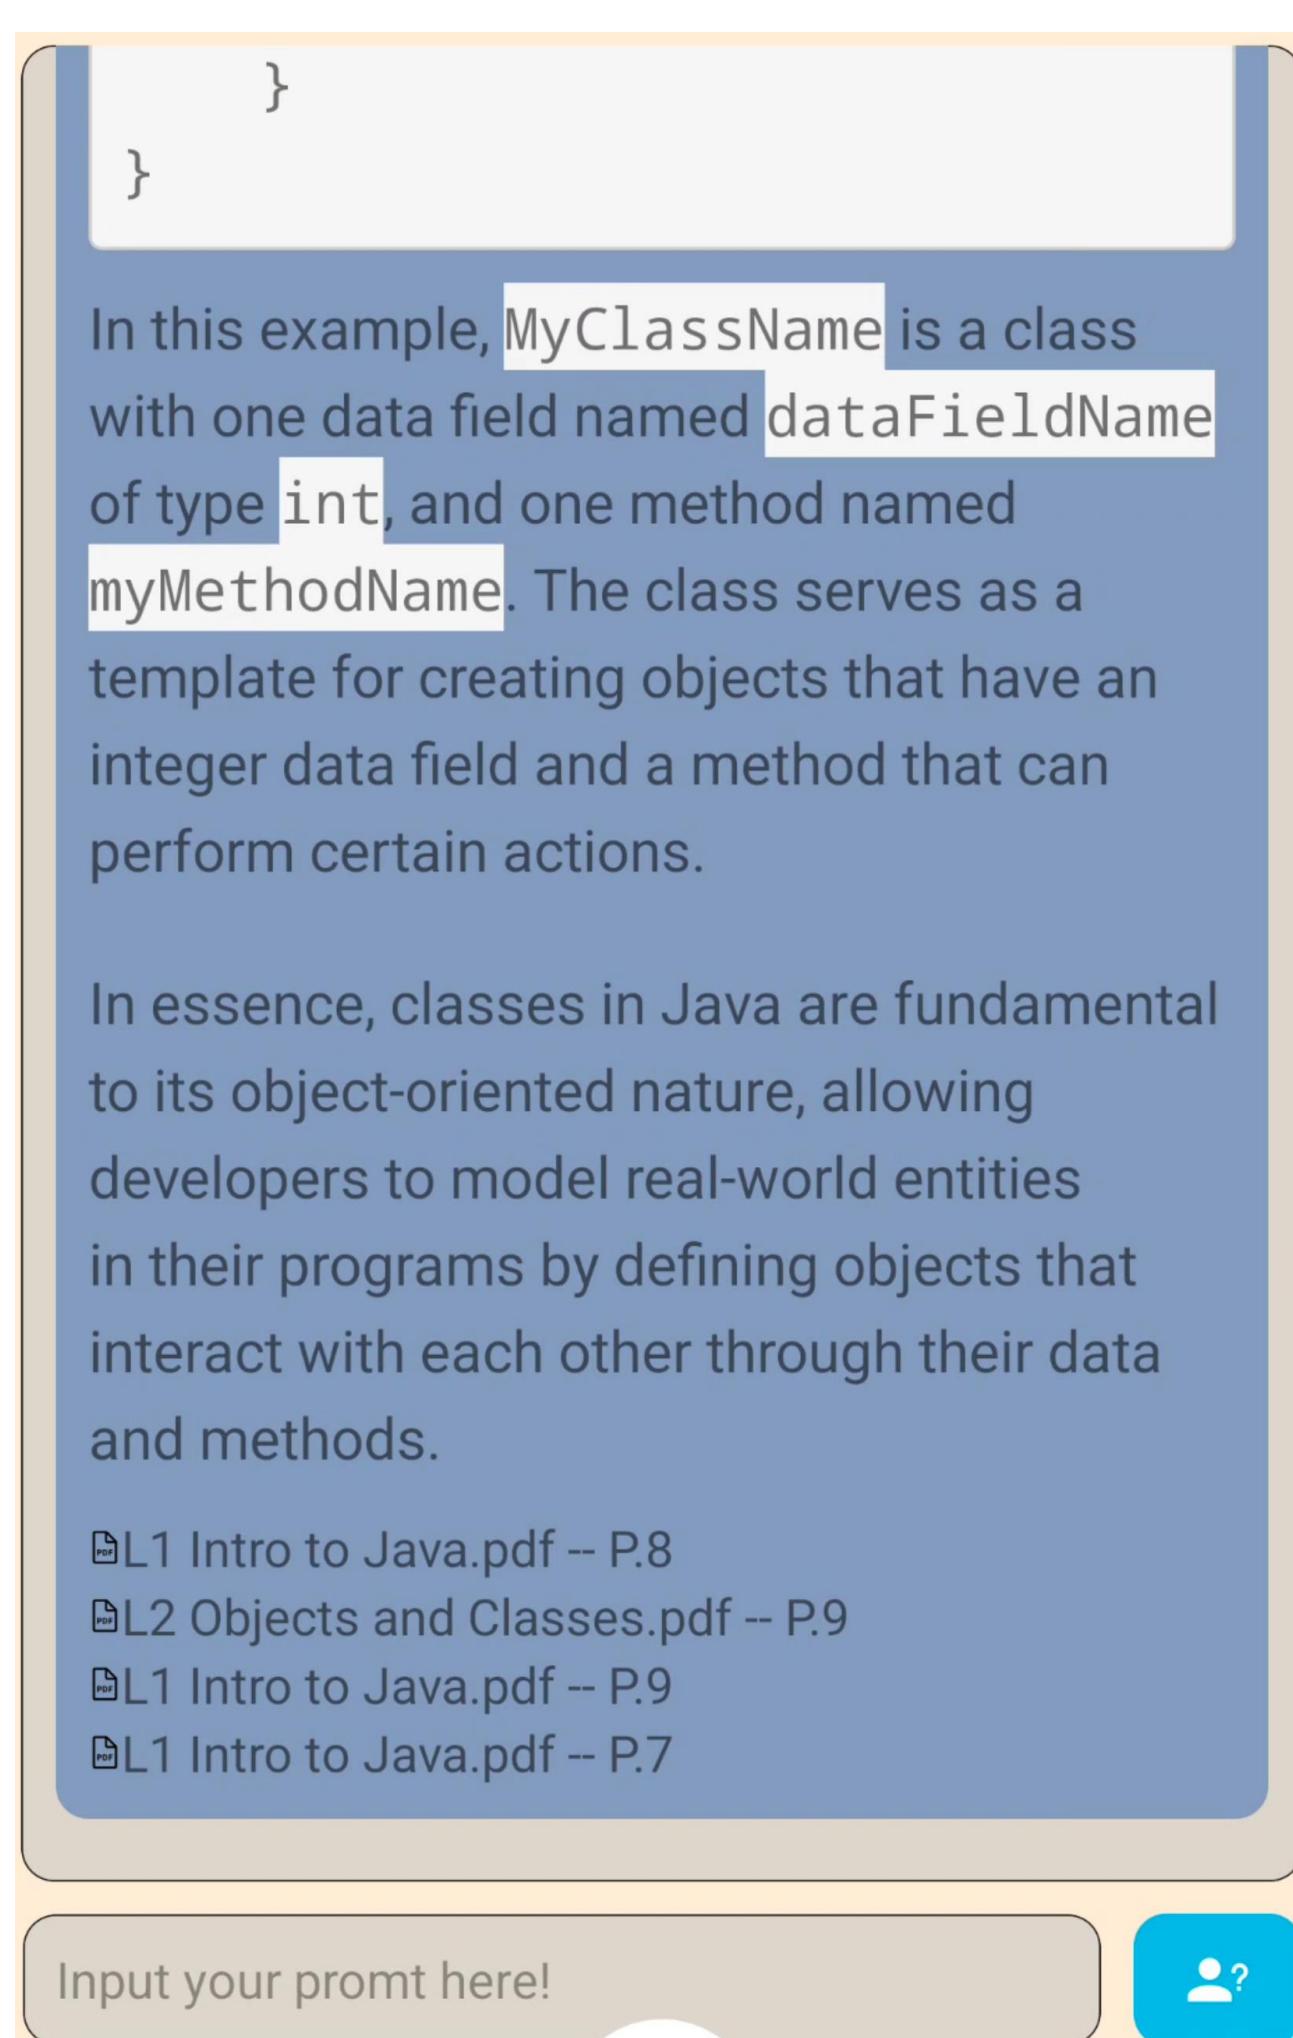 }
}
In this example, MyClassName is a class
with one data field named dataFieldName
of type int, and one method named
myMethodName. The class serves as a
template for creating objects that have an
integer data field and a method that can
perform certain actions.
In essence, classes in Java are fundamental
to its object-oriented nature, allowing
developers to model real-world entities
in their programs by defining objects that
interact with each other through their data
and methods.
PDF L1 Intro to Java.pdf -- P.8
PDF L2 Objects and Classes.pdf -- P.9
PDF L1 Intro to Java.pdf -- P.9
PDF L1 Intro to Java.pdf -- P.7
Input your promt here!
?